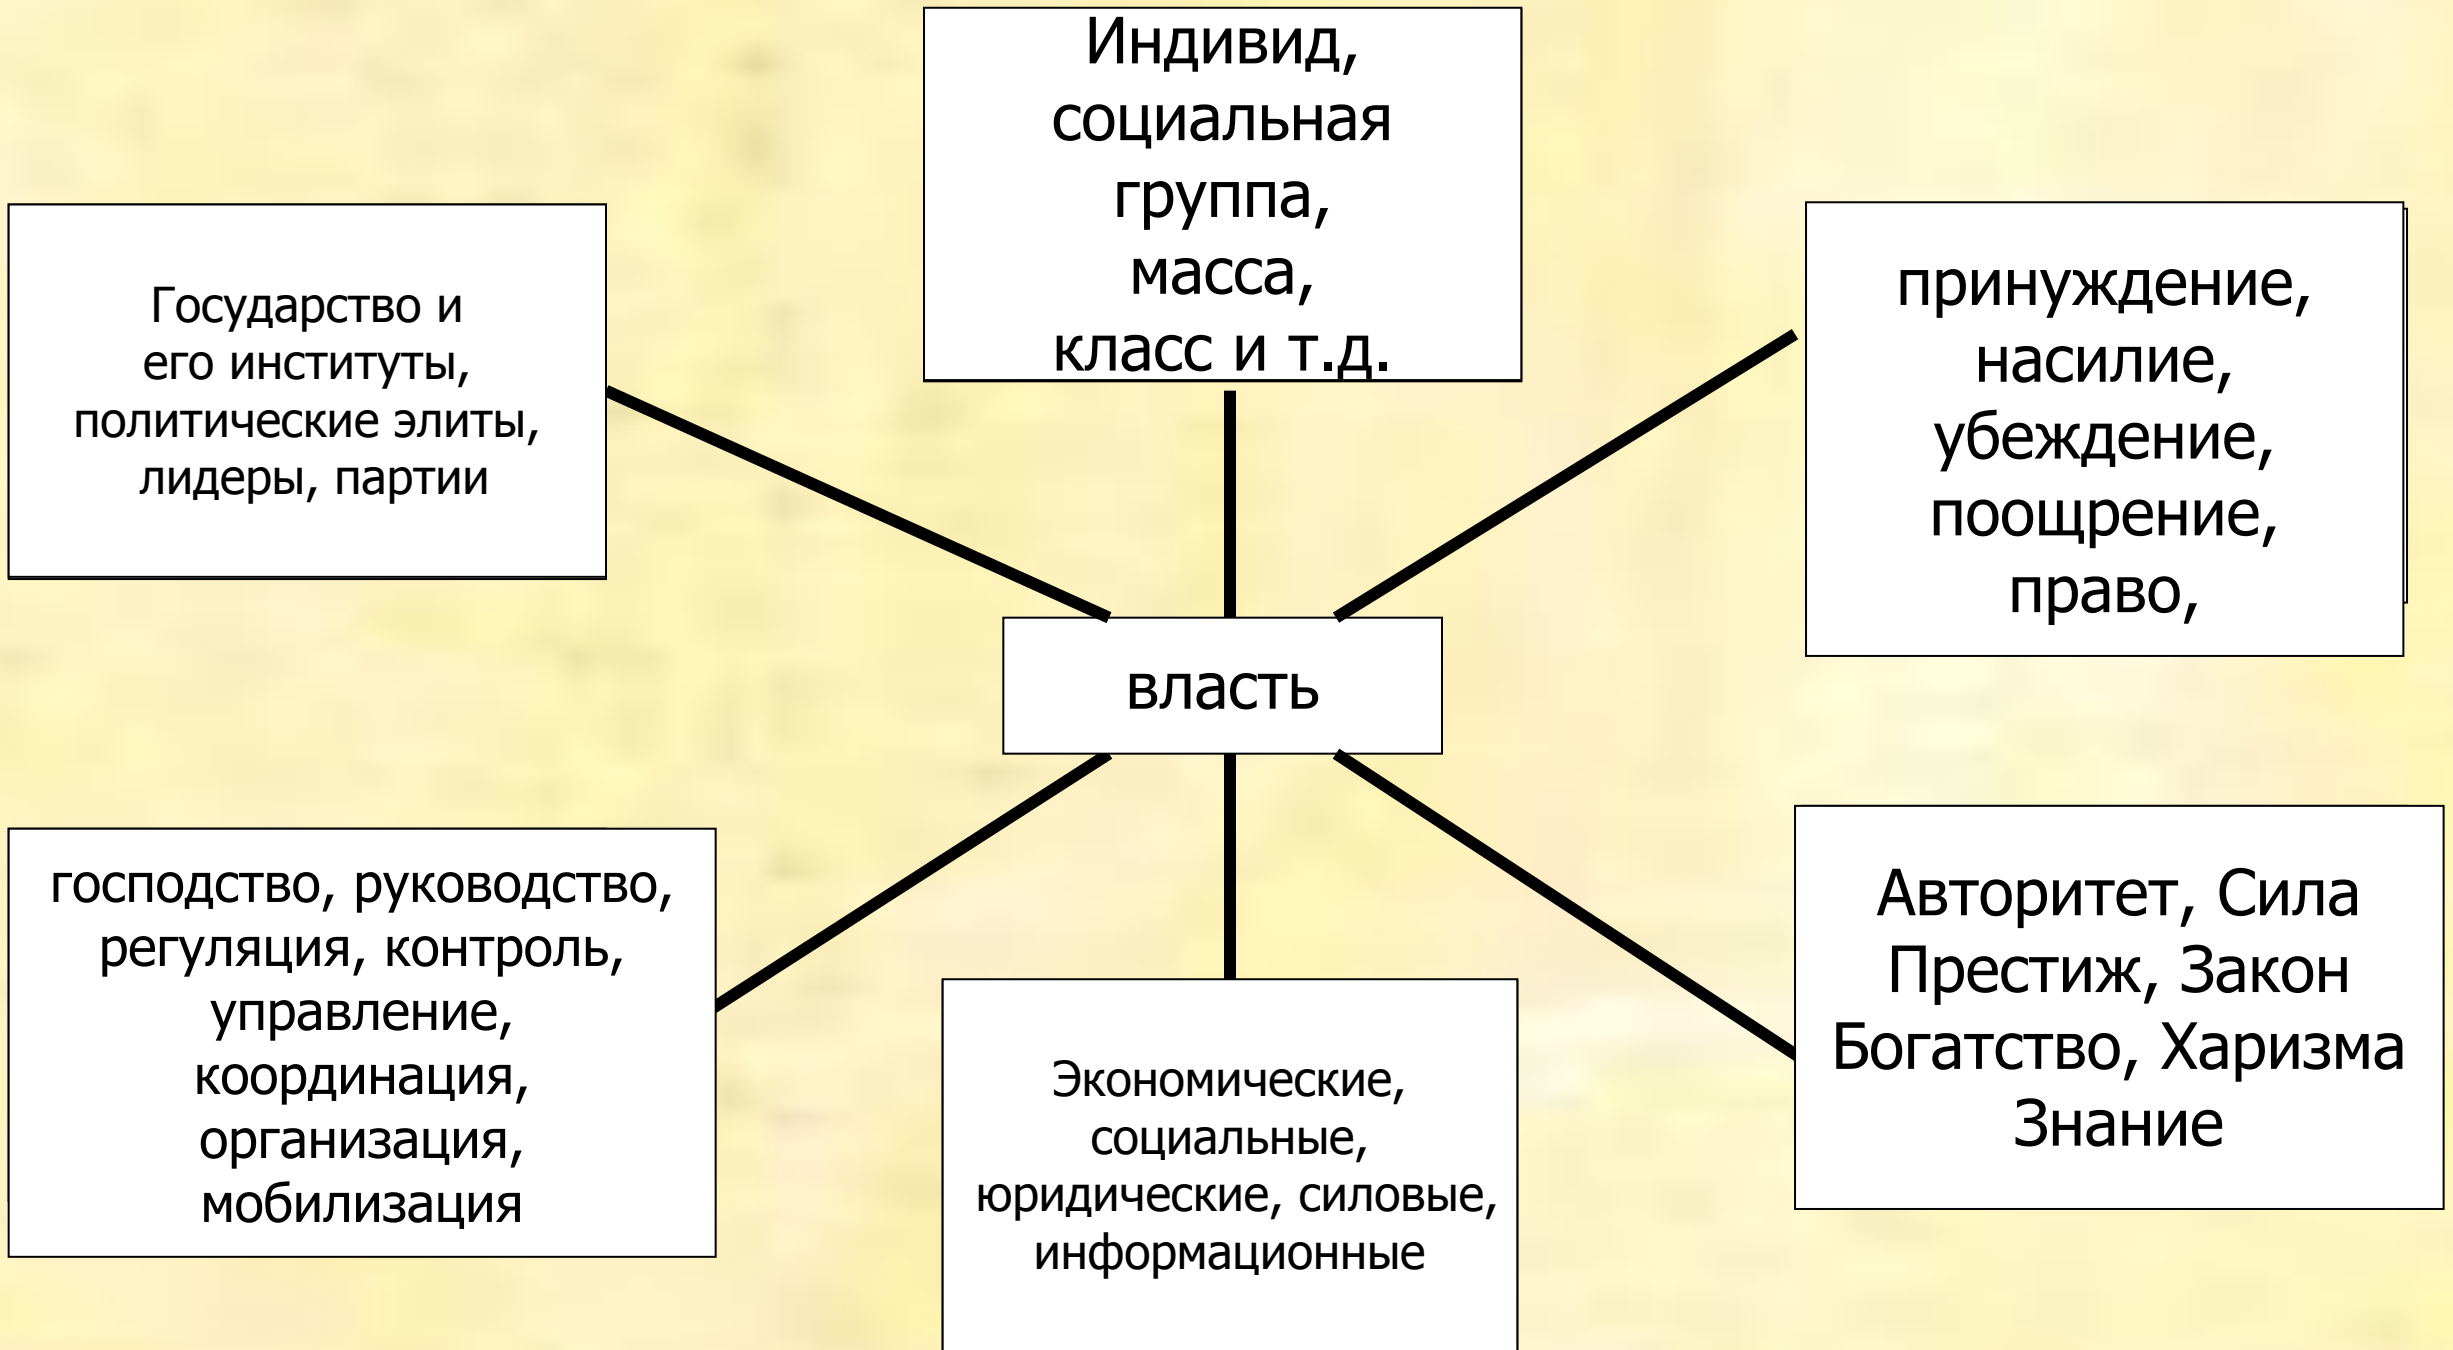 Индивид,
социальная
группа,
масса,
класс и т.д.
Государство и
его институты,
политические элиты,
лидеры, партии
принуждение,
насилие,
убеждение,
поощрение,
право,
власть
господство, руководство,
регуляция, контроль,
управление,
координация,
организация,
мобилизация
Экономические,
социальные,
юридические, силовые,
информационные
Авторитет, Сила
Престиж, Закон
Богатство, Харизма
Знание